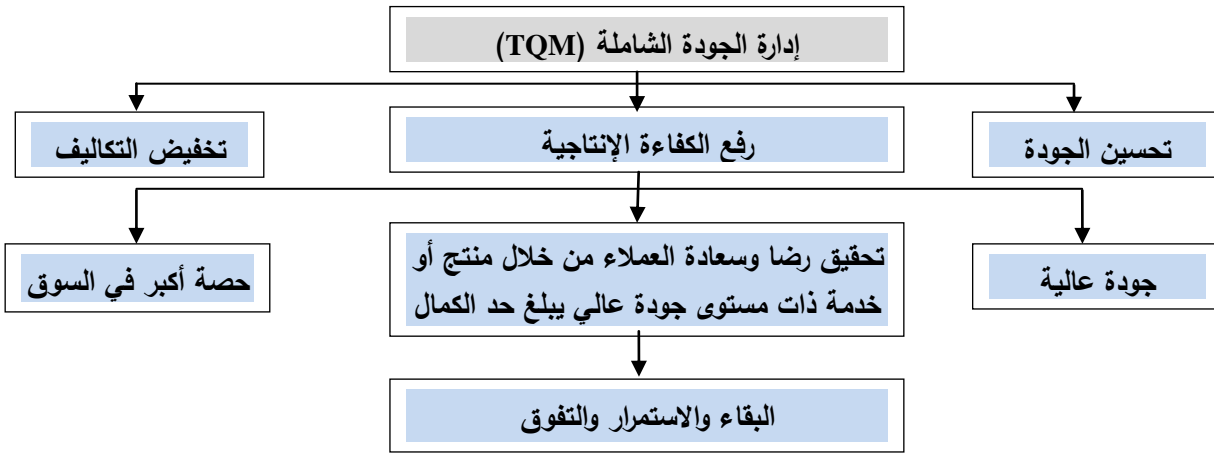 إدارة الجودة الشاملة (TQM)
تحسين الجودة
رفع الكفاءة الإنتاجية
تخفيض التكاليف
جودة عالية
تحقيق رضا وسعادة العملاء من خلال منتج أو
خدمة ذات مستوى جودة عالي يبلغ حد الكمال
حصة أكبر في السوق
البقاء والاستمرار والتفوق